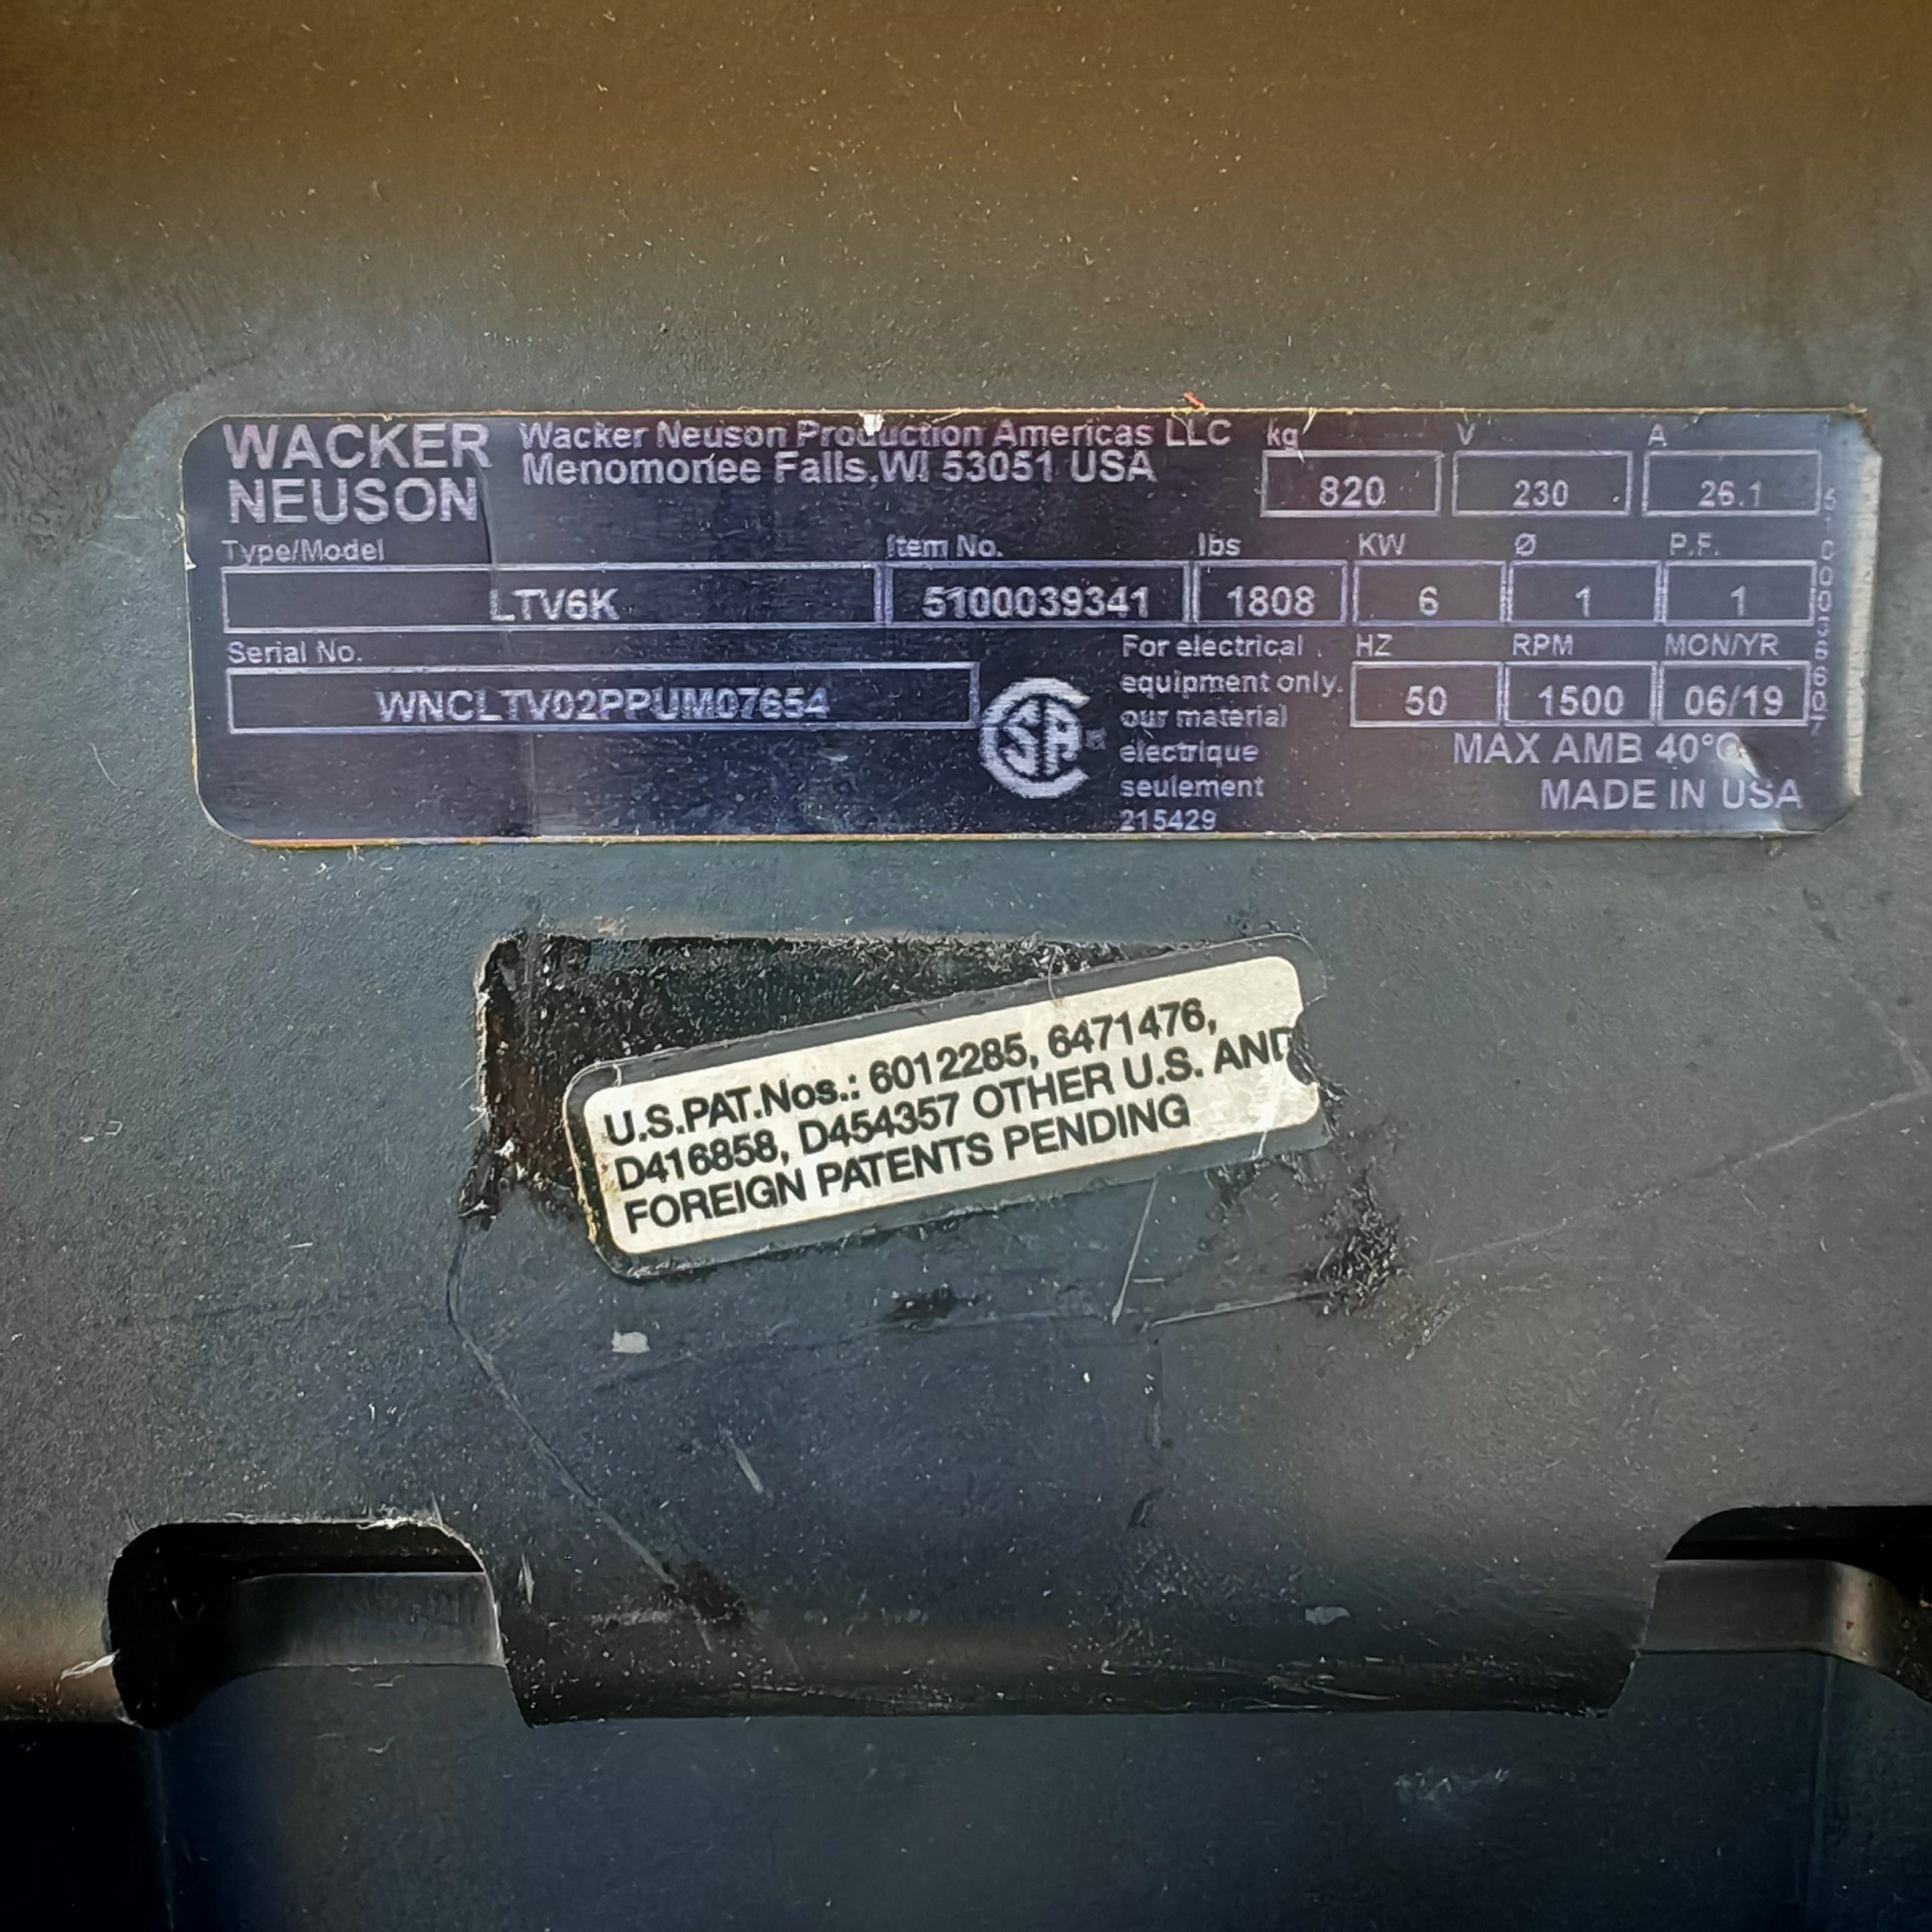 WACKER NEUSON
Wacker Neuson Production Americas LLC
Menomonee Falls,WI 53051 USA
kg V A
820 230 26.1
Type/Model Item No. lbs KW Ø P.F.
LTV6K 5100039341 1808 6 1 1
Serial No. HZ RPM MON/YR
WNCLTV02PPUM07654 50 1500 06/19
CSA
For electrical
equipment only.
our material
electrique
seulement
215429
MAX AMB 40°C
MADE IN USA
U.S.PAT.Nos.: 6012285, 6471476,
D416858, D454357 OTHER U.S. AND
FOREIGN PATENTS PENDING